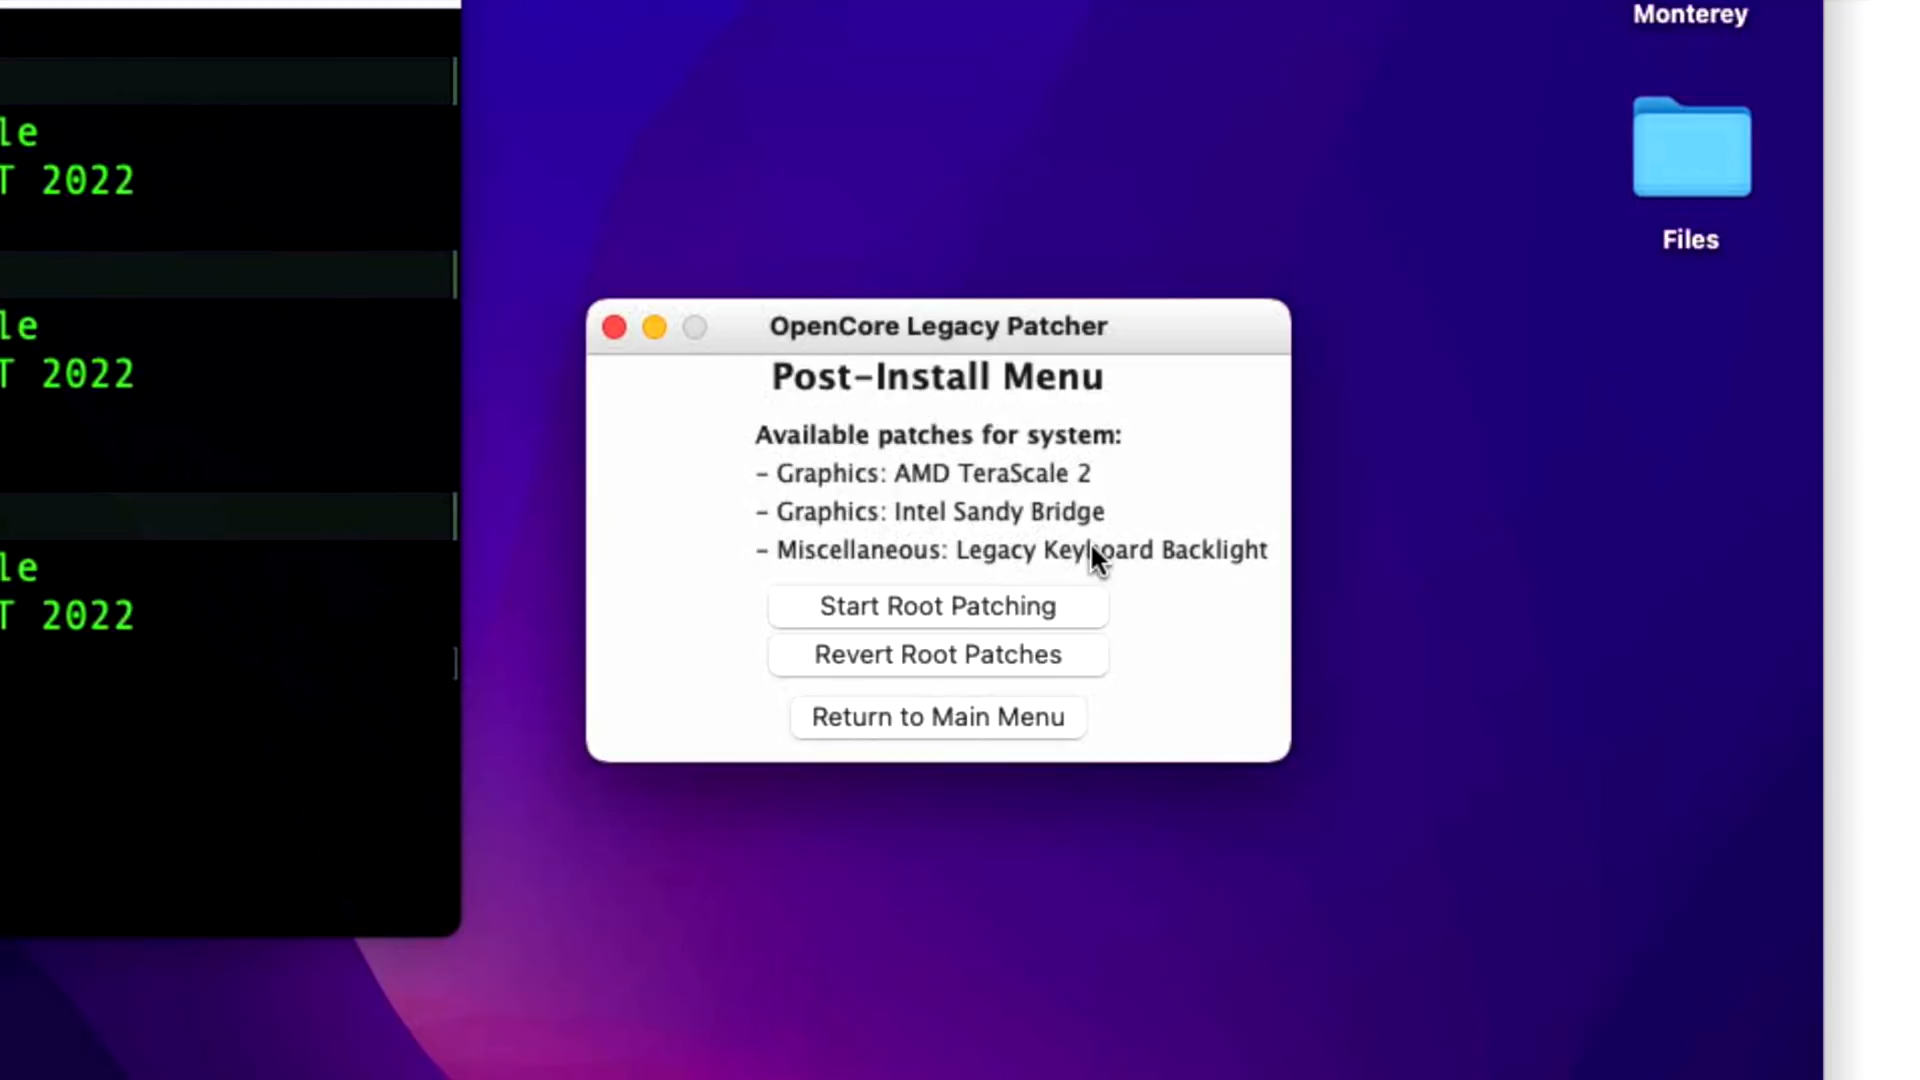 Monterey
le
T 2022
Files
le
T 2022
OpenCore Legacy Patcher
Post-Install Menu
Available patches for system:
- Graphics: AMD TeraScale 2
- Graphics: Intel Sandy Bridge
- Miscellaneous: Legacy Keyboard Backlight
le
Start Root Patching
T 2022
Revert Root Patches
Return to Main Menu